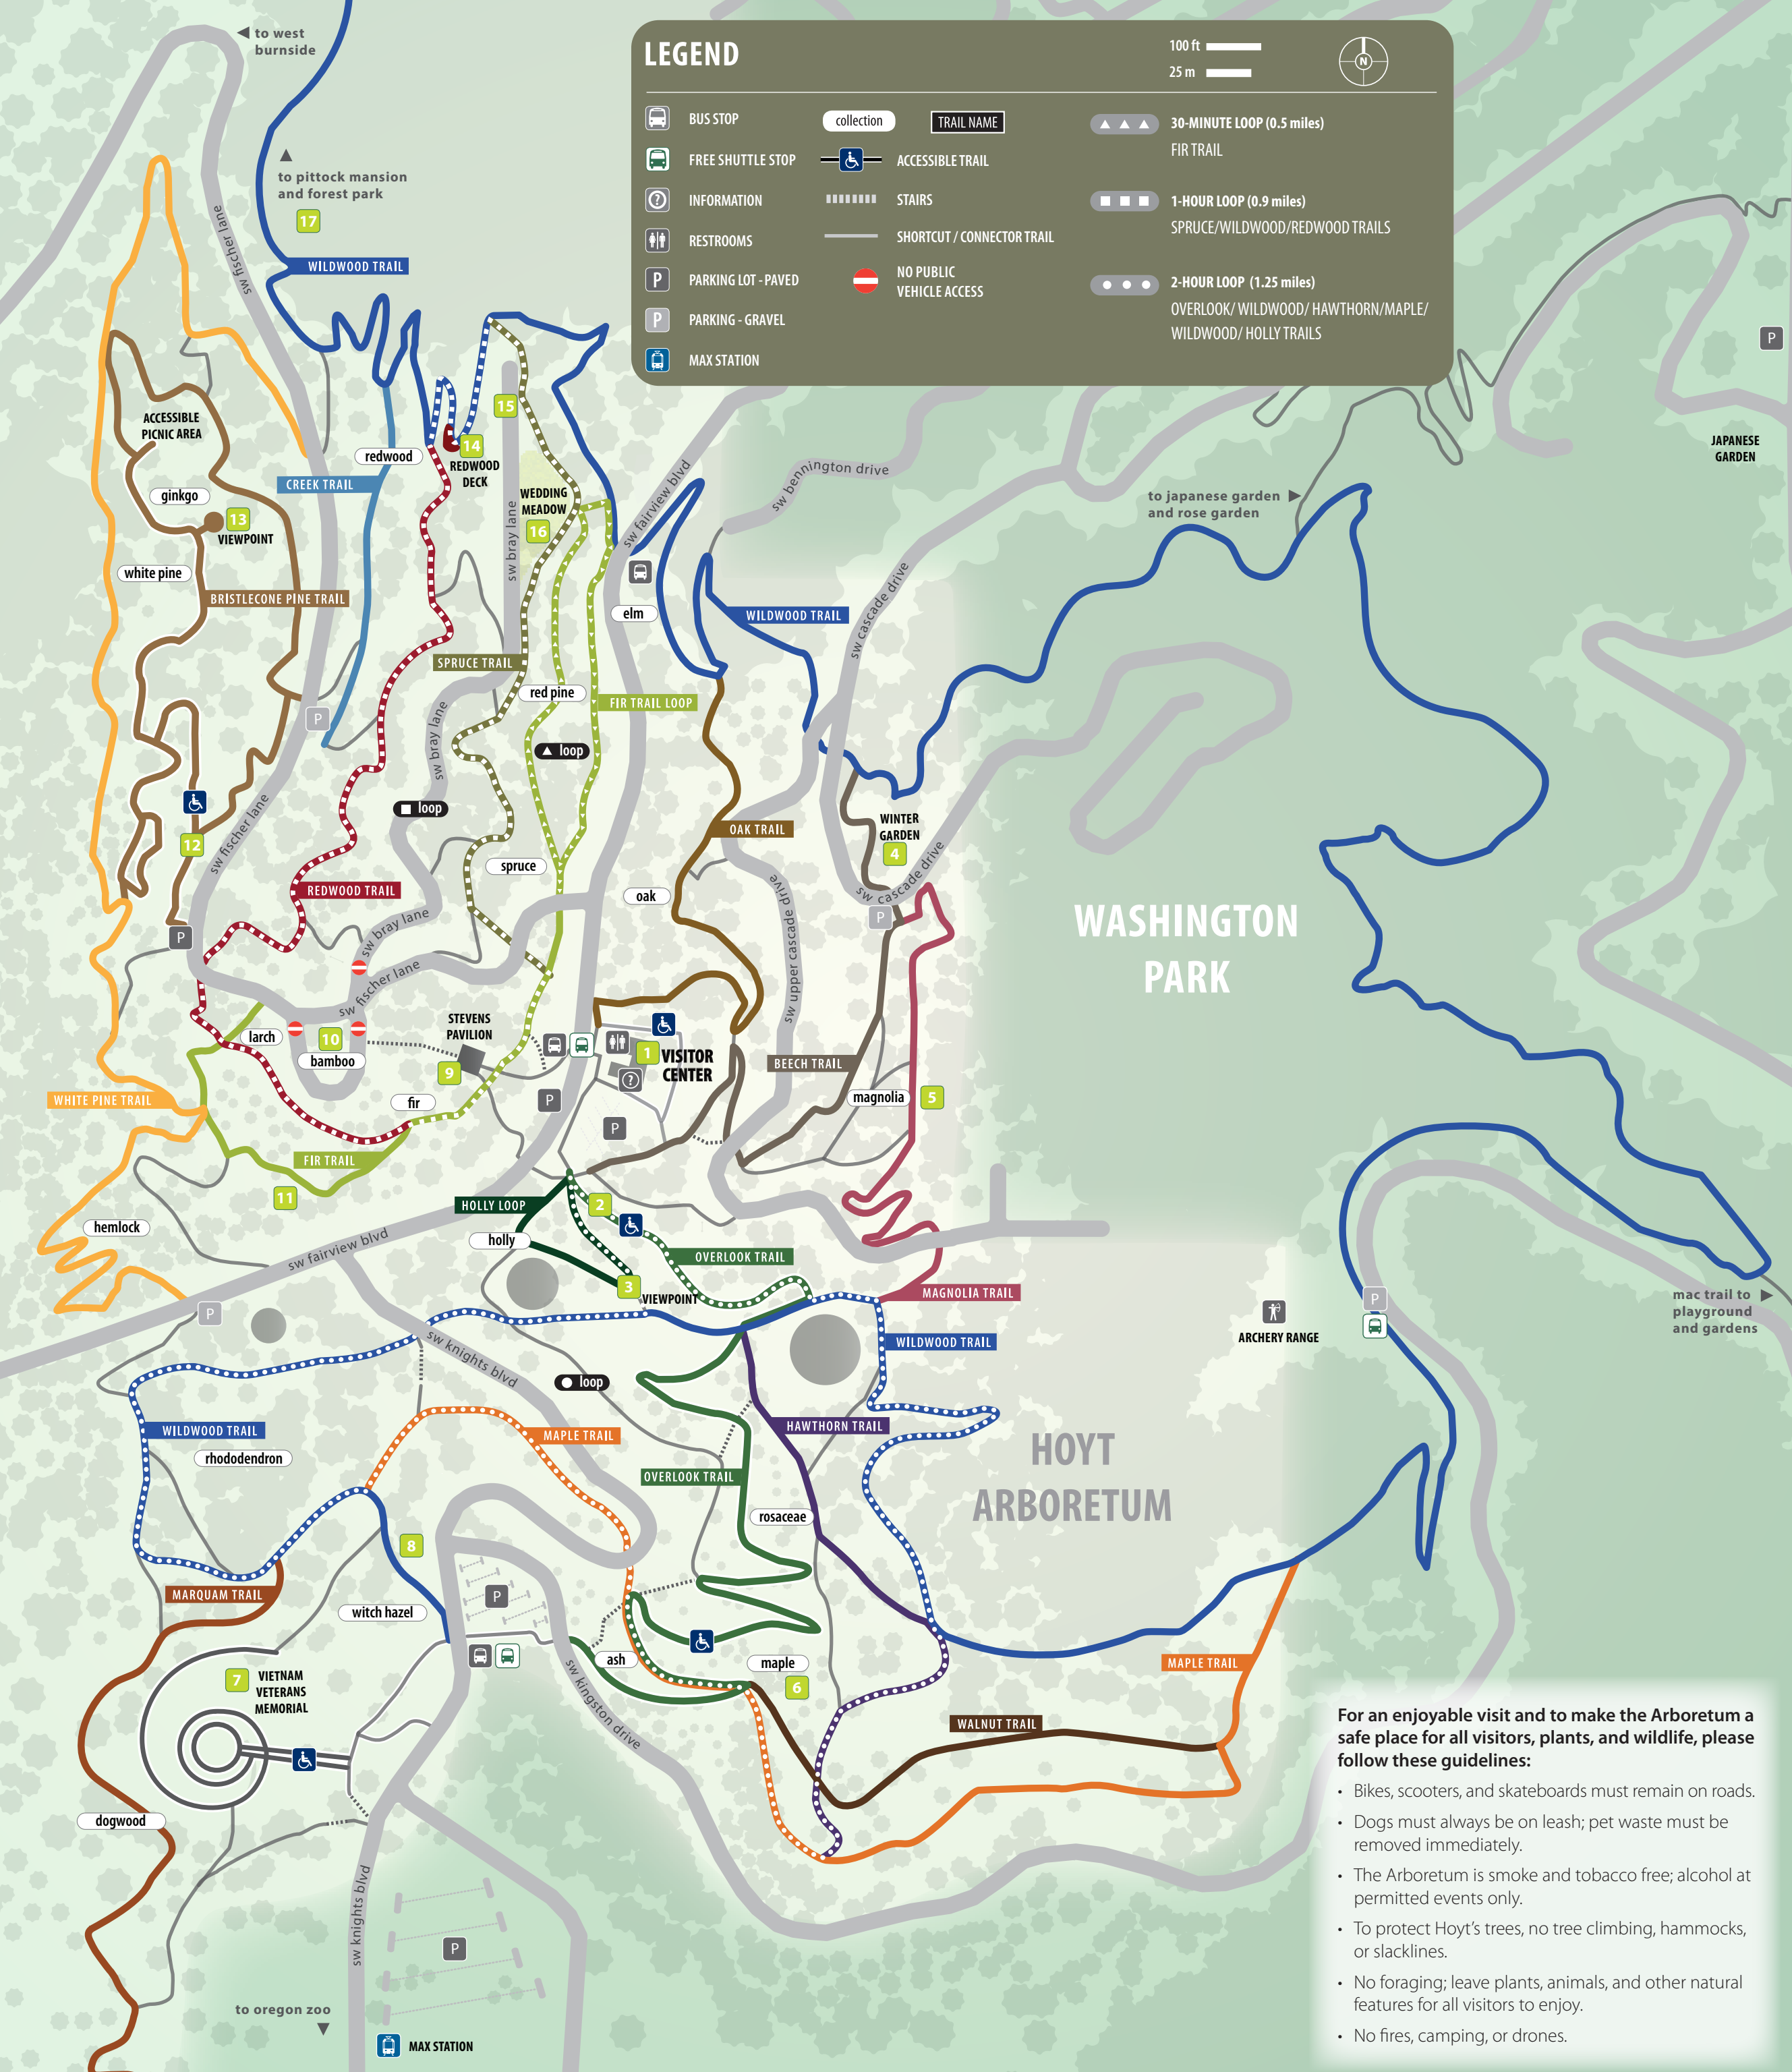 ◀ to west
burnside
▲
to pittock mansion
and forest park
17
WILDWOOD TRAIL
sw fischer lane
LEGEND
100 ft
25 m
N
BUS STOP
FREE SHUTTLE STOP
INFORMATION
RESTROOMS
P PARKING LOT - PAVED
P PARKING - GRAVEL
MAX STATION
collection
TRAIL NAME
ACCESSIBLE TRAIL
STAIRS
SHORTCUT / CONNECTOR TRAIL
NO PUBLIC
VEHICLE ACCESS
30-MINUTE LOOP (0.5 miles)
FIR TRAIL
1-HOUR LOOP (0.9 miles)
SPRUCE/WILDWOOD/REDWOOD TRAILS
2-HOUR LOOP (1.25 miles)
OVERLOOK/ WILDWOOD/ HAWTHORN/MAPLE/
WILDWOOD/ HOLLY TRAILS
P
JAPANESE
GARDEN
ACCESSIBLE
PICNIC AREA
redwood
CREEK TRAIL
ginkgo
13
VIEWPOINT
white pine
BRISTLECONE PINE TRAIL
15
14
REDWOOD
DECK
WEDDING
MEADOW
16
sw bray lane
sw fairview blvd
sw bennington drive
to japanese garden ▶
and rose garden
elm
WILDWOOD TRAIL
sw cascade drive
SPRUCE TRAIL
red pine
FIR TRAIL LOOP
P
sw bray lane
▲ loop
■ loop
OAK TRAIL
WINTER
GARDEN
4
12
sw fischer lane
spruce
REDWOOD TRAIL
oak
sw cascade drive
P
sw upper cascade drive
WASHINGTON
PARK
P
sw bray lane
sw fischer lane
STEVENS
PAVILION
larch
10
bamboo
9
1
VISITOR
CENTER
?
BEECH TRAIL
magnolia
5
WHITE PINE TRAIL
fir
P
P
FIR TRAIL
11
HOLLY LOOP
2
hemlock
holly
sw fairview blvd
OVERLOOK TRAIL
3
VIEWPOINT
MAGNOLIA TRAIL
P
P
mac trail to ▶
playground
and gardens
ARCHERY RANGE
sw knights blvd
WILDWOOD TRAIL
● loop
WILDWOOD TRAIL
rhododendron
MAPLE TRAIL
HAWTHORN TRAIL
OVERLOOK TRAIL
HOYT
ARBORETUM
rosaceae
8
MARQUAM TRAIL
P
witch hazel
7
VIETNAM
VETERANS
MEMORIAL
ash
maple
6
MAPLE TRAIL
sw kingston drive
WALNUT TRAIL
dogwood
sw knights blvd
P
to oregon zoo
▼
MAX STATION
For an enjoyable visit and to make the Arboretum a
safe place for all visitors, plants, and wildlife, please
follow these guidelines:
• Bikes, scooters, and skateboards must remain on roads.
• Dogs must always be on leash; pet waste must be
removed immediately.
• The Arboretum is smoke and tobacco free; alcohol at
permitted events only.
• To protect Hoyt's trees, no tree climbing, hammocks,
or slacklines.
• No foraging; leave plants, animals, and other natural
features for all visitors to enjoy.
• No fires, camping, or drones.